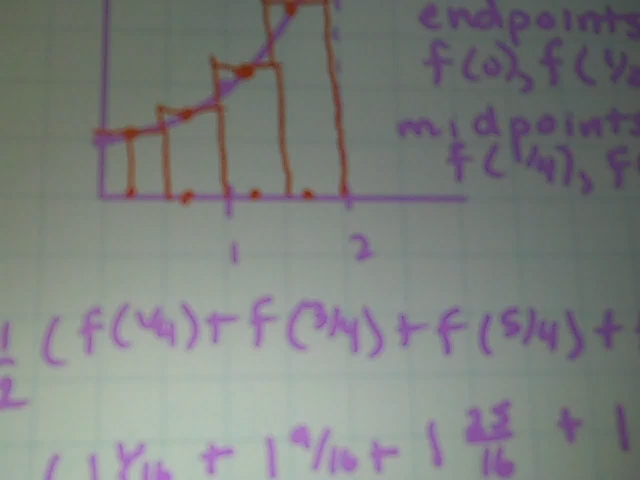 endpoints
f(0), f(1/2
midpoints
f(1/4), f
1 2
1/2 (f(1/4) + f(3/4) + f(5/4) +
(1 1/16 + 1 9/16 + 1 25/16 + 1